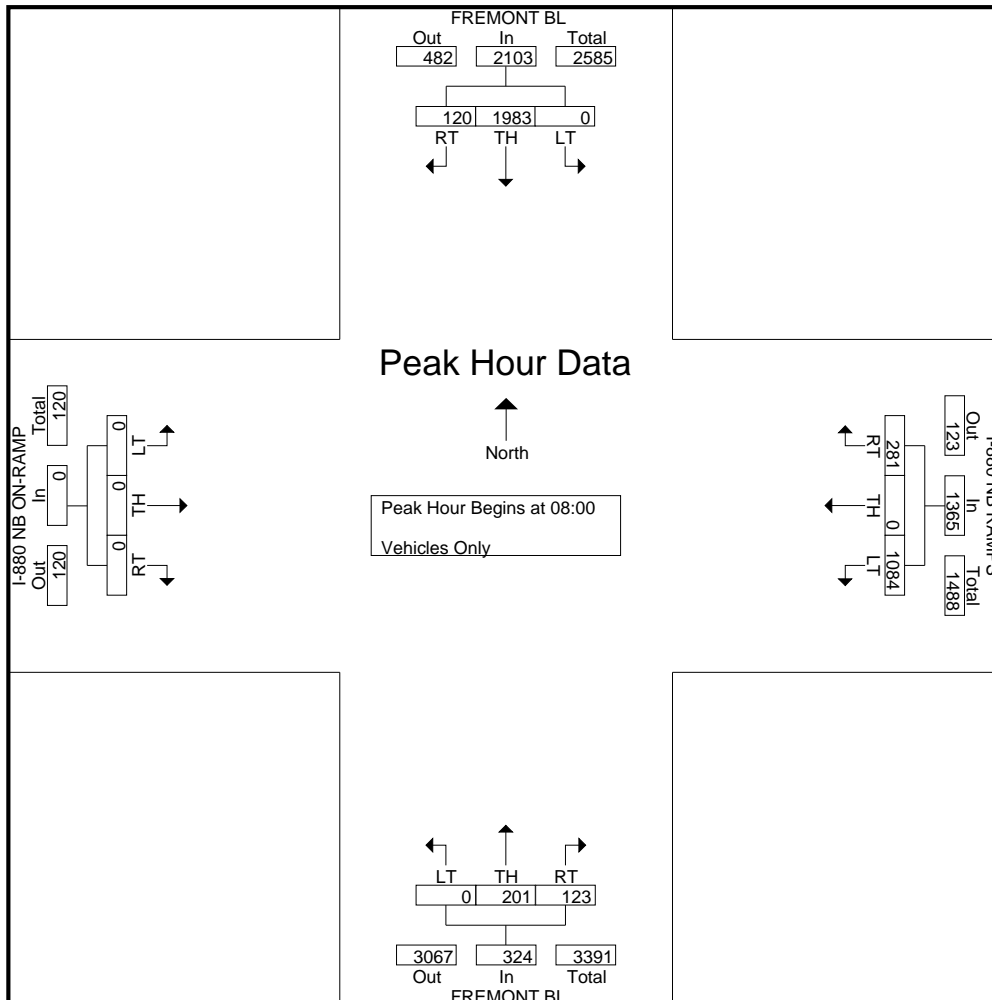 FREMONT BL
Out In Total
482 2103 2585
120 1983 0
RT TH LT
Peak Hour Data
North
Peak Hour Begins at 08:00
Vehicles Only
I-880 NB ON-RAMP
Out In Total
120 0 120
0 0 0
LT TH RT
I-880 NB RAMPS
Out In Total
123 1365 1488
281 0 1084
RT TH LT
LT TH RT
0 201 123
3067 324 3391
Out In Total
FREMONT BL